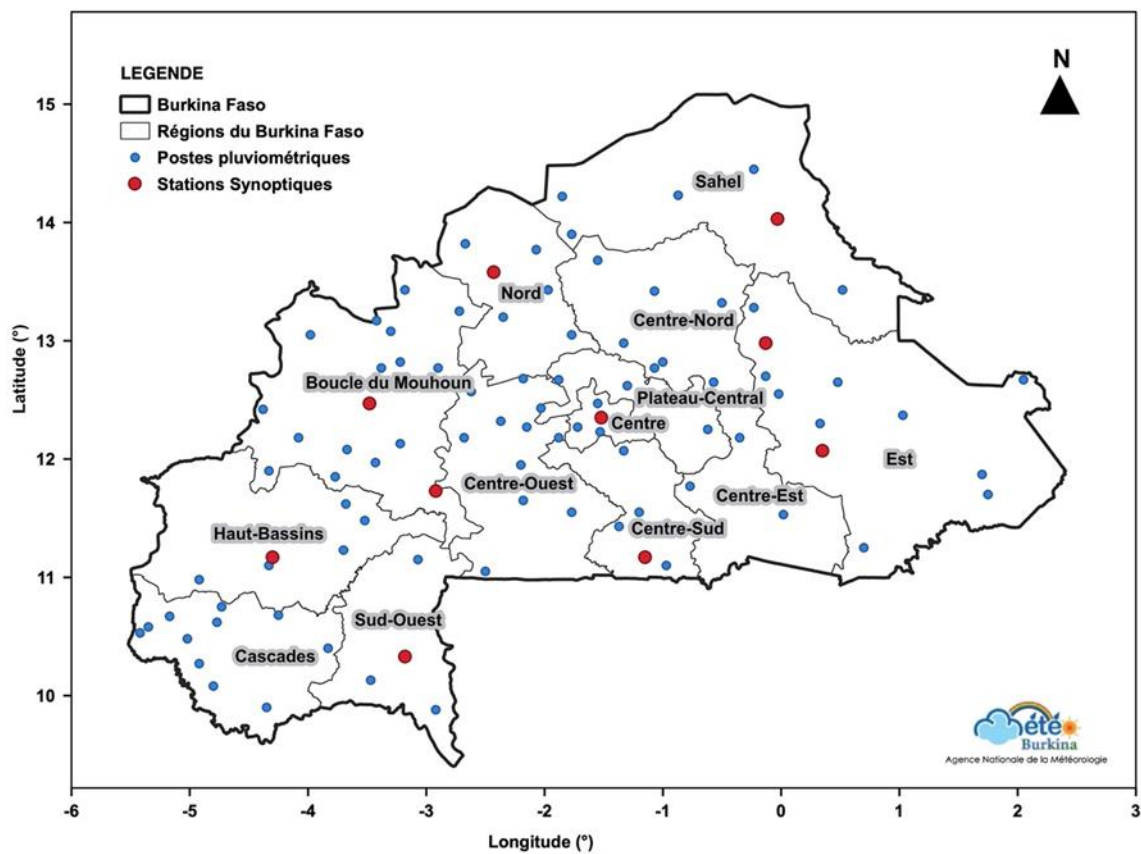 N
LEGENDE
Burkina Faso
Régions du Burkina Faso
Postes pluviométriques
Stations Synoptiques
15
14
13
12
11
10
Latitude (°)
Sahel
Nord
Centre-Nord
Boucle du Mouhoun
Plateau-Central
Centre
Est
Centre-Ouest
Centre-Est
Haut-Bassins
Centre-Sud
Sud-Ouest
Cascades
été
Burkina
Agence Nationale de la Météorologie
-6 -5 -4 -3 -2 -1 0 1 2 3
Longitude (°)